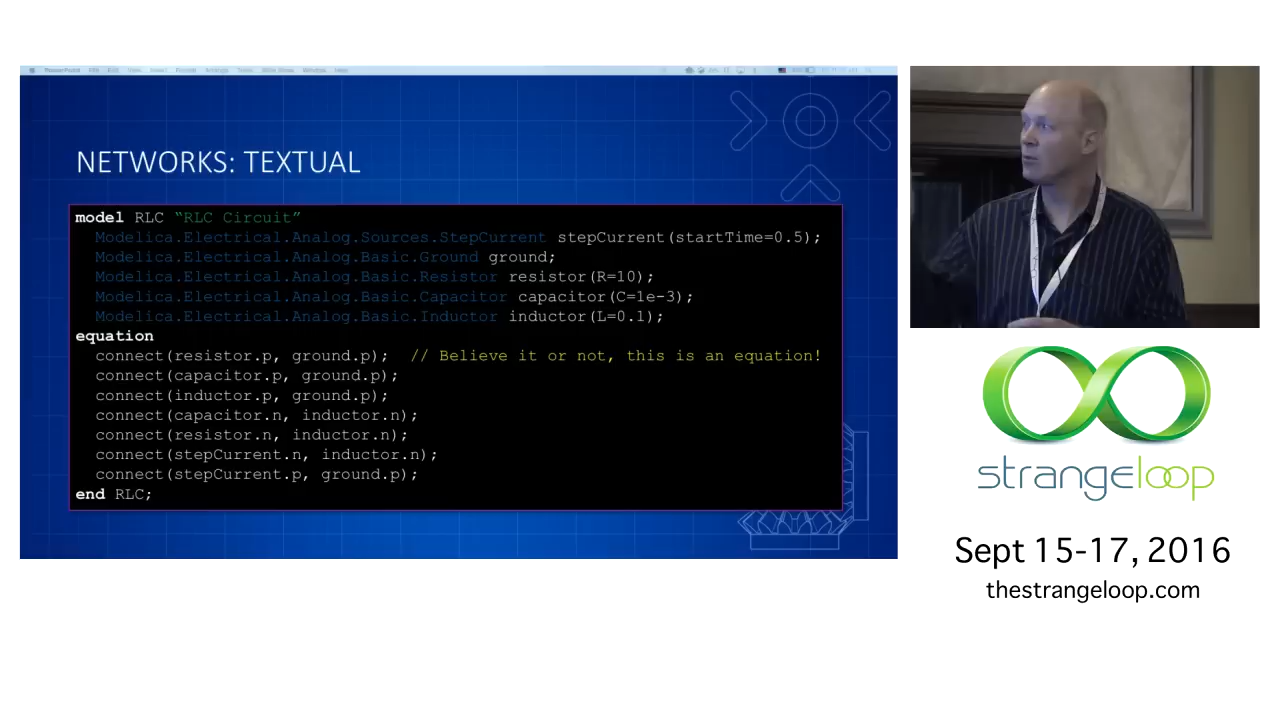 NETWORKS: TEXTUAL
model RLC “RLC Circuit”
Modelica.Electrical.Analog.Sources.StepCurrent stepCurrent(startTime=0.5);
Modelica.Electrical.Analog.Basic.Ground ground;
Modelica.Electrical.Analog.Basic.Resistor resistor(R=10);
Modelica.Electrical.Analog.Basic.Capacitor capacitor(C=1e-3);
Modelica.Electrical.Analog.Basic.Inductor inductor(L=0.1);
equation
connect(resistor.p, ground.p); // Believe it or not, this is an equation!
connect(capacitor.p, ground.p);
connect(inductor.p, ground.p);
connect(capacitor.n, inductor.n);
connect(resistor.n, inductor.n);
connect(stepCurrent.n, inductor.n);
connect(stepCurrent.p, ground.p);
end RLC;
strangeloop
Sept 15-17, 2016
thestrangeloop.com